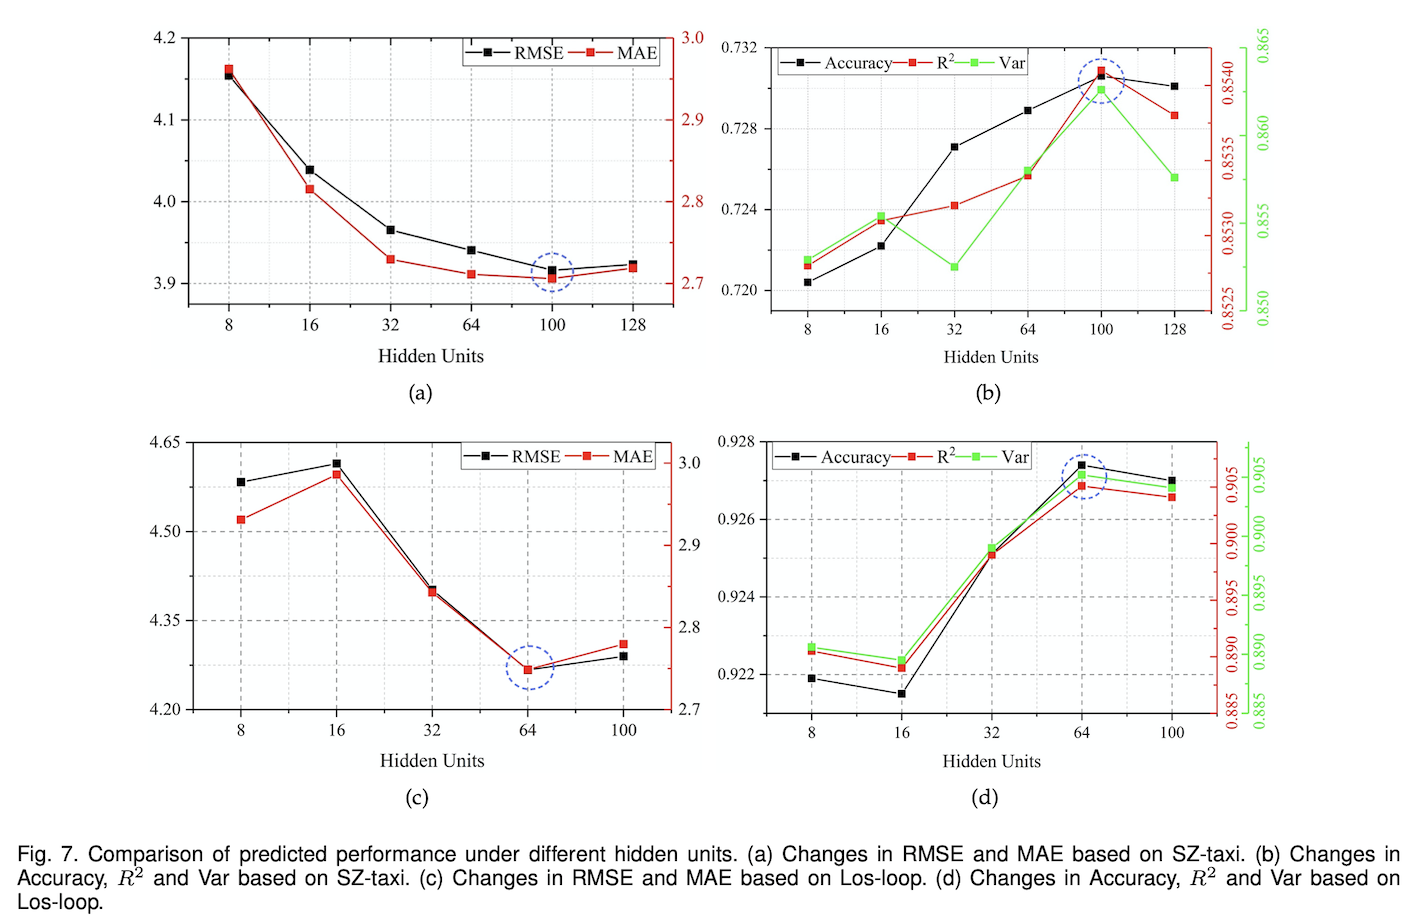 4.2
4.1
4.0
3.9
RMSE MAE
3.0
2.9
2.8
2.7
8 16 32 64 100 128
Hidden Units
(a)
0.732
0.728
0.724
0.720
Accuracy R² Var
0.8540
0.8535
0.8530
0.8525
0.865
0.860
0.855
0.850
8 16 32 64 100 128
Hidden Units
(b)
4.65
4.50
4.35
4.20
RMSE MAE
3.0
2.9
2.8
2.7
8 16 32 64 100
Hidden Units
(c)
0.928
0.926
0.924
0.922
Accuracy R² Var
0.905
0.900
0.895
0.890
0.885
0.905
0.900
0.895
0.890
0.885
8 16 32 64 100
Hidden Units
(d)
Fig. 7. Comparison of predicted performance under different hidden units. (a) Changes in RMSE and MAE based on SZ-taxi. (b) Changes in
Accuracy, R² and Var based on SZ-taxi. (c) Changes in RMSE and MAE based on Los-loop. (d) Changes in Accuracy, R² and Var based on
Los-loop.